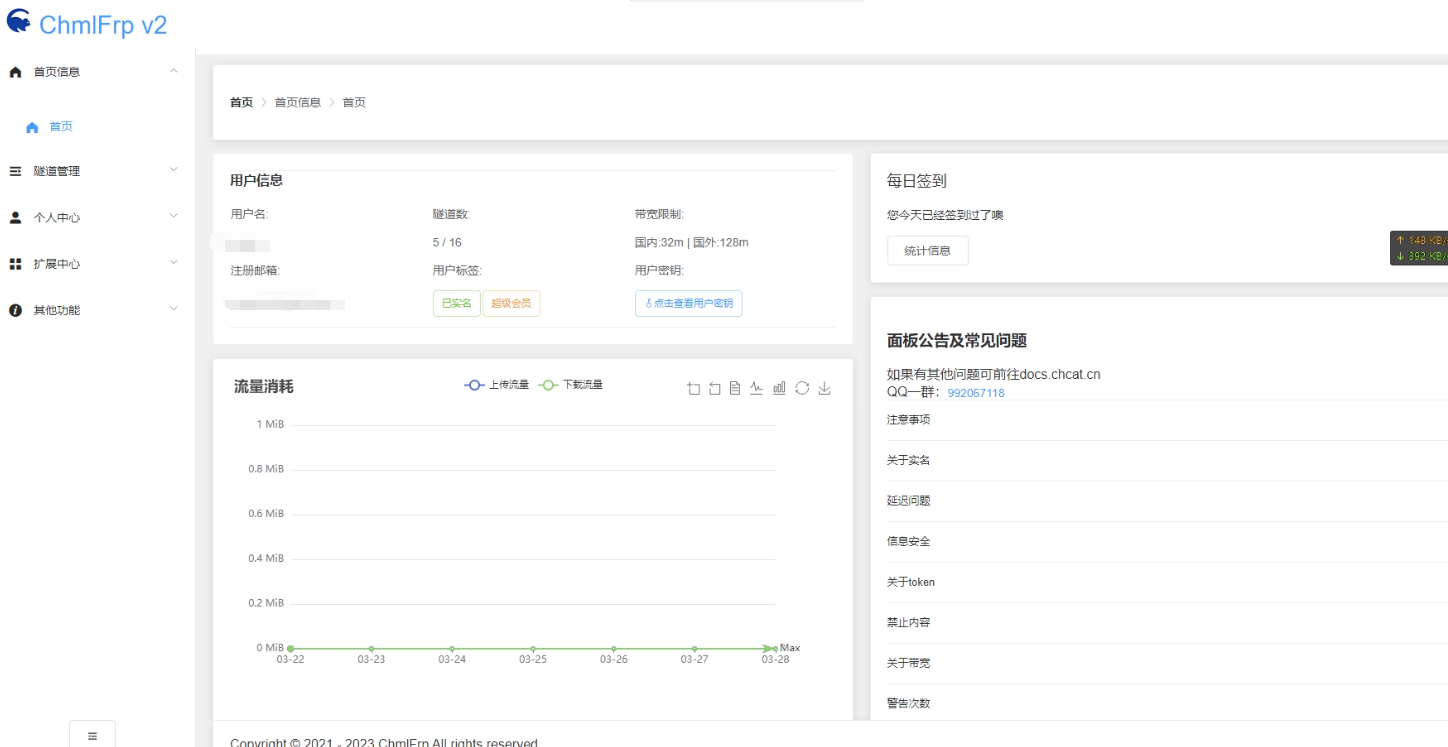 ChmlFrp v2
首页信息
首页
隧道管理
个人中心
扩展中心
其他功能
首页 > 首页信息 > 首页
用户信息
用户名: 隧道数: 带宽限制:
5 / 16 国内:32m | 国外:128m
注册邮箱: 用户标签: 用户密钥:
已实名 超级会员 点击查看用户密钥
每日签到
您今天已经签到过了噢
统计信息
↑ 148 KB/
↓ 392 KB/
流量消耗
上传流量 下载流量
1 MiB
0.8 MiB
0.6 MiB
0.4 MiB
0.2 MiB
0 MiB
Max
03-22 03-23 03-24 03-25 03-26 03-27 03-28
面板公告及常见问题
如果有其他问题可前往docs.chcat.cn
QQ一群: 992067118
注意事项
关于实名
延迟问题
信息安全
关于token
禁止内容
关于带宽
警告次数
Copyright © 2021 - 2023 ChmlFrp All rights reserved